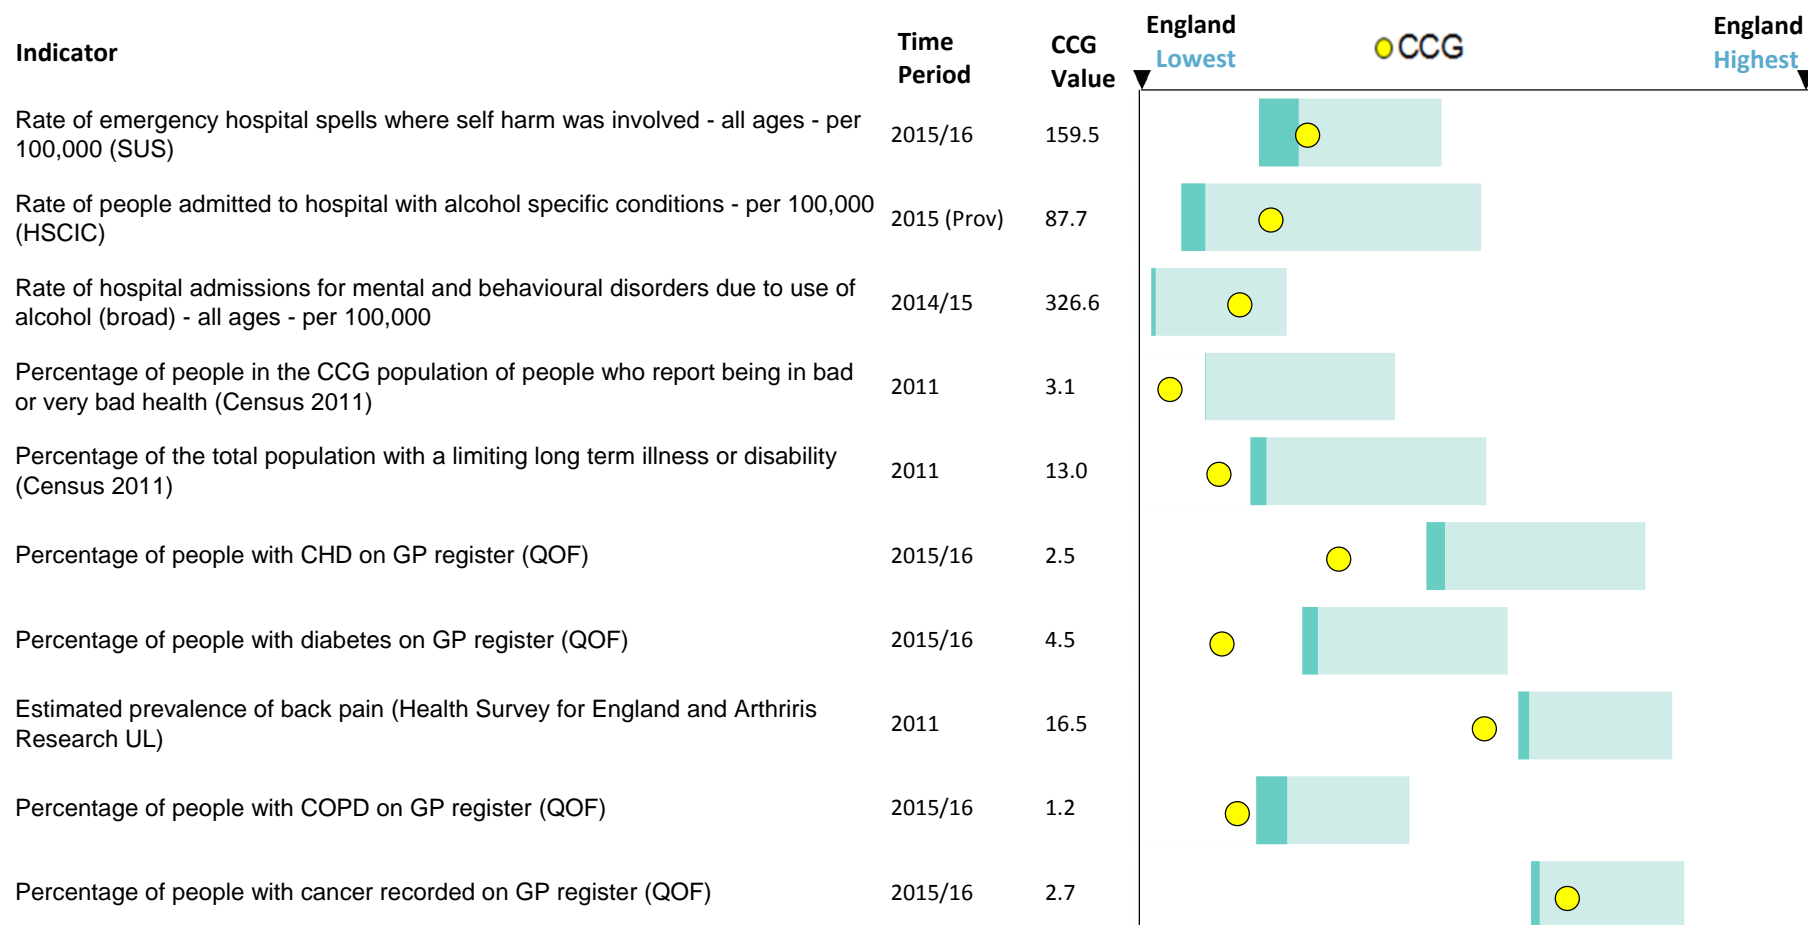 Indicator
Time
Period
CCG
Value
England
Lowest
CCG
England
Highest
Rate of emergency hospital spells where self harm was involved - all ages - per
100,000 (SUS)
2015/16
159.5
Rate of people admitted to hospital with alcohol specific conditions - per 100,000
(HSCIC)
2015 (Prov)
87.7
Rate of hospital admissions for mental and behavioural disorders due to use of
alcohol (broad) - all ages - per 100,000
2014/15
326.6
Percentage of people in the CCG population of people who report being in bad
or very bad health (Census 2011)
2011
3.1
Percentage of the total population with a limiting long term illness or disability
(Census 2011)
2011
13.0
Percentage of people with CHD on GP register (QOF)
2015/16
2.5
Percentage of people with diabetes on GP register (QOF)
2015/16
4.5
Estimated prevalence of back pain (Health Survey for England and Arthriris
Research UL)
2011
16.5
Percentage of people with COPD on GP register (QOF)
2015/16
1.2
Percentage of people with cancer recorded on GP register (QOF)
2015/16
2.7